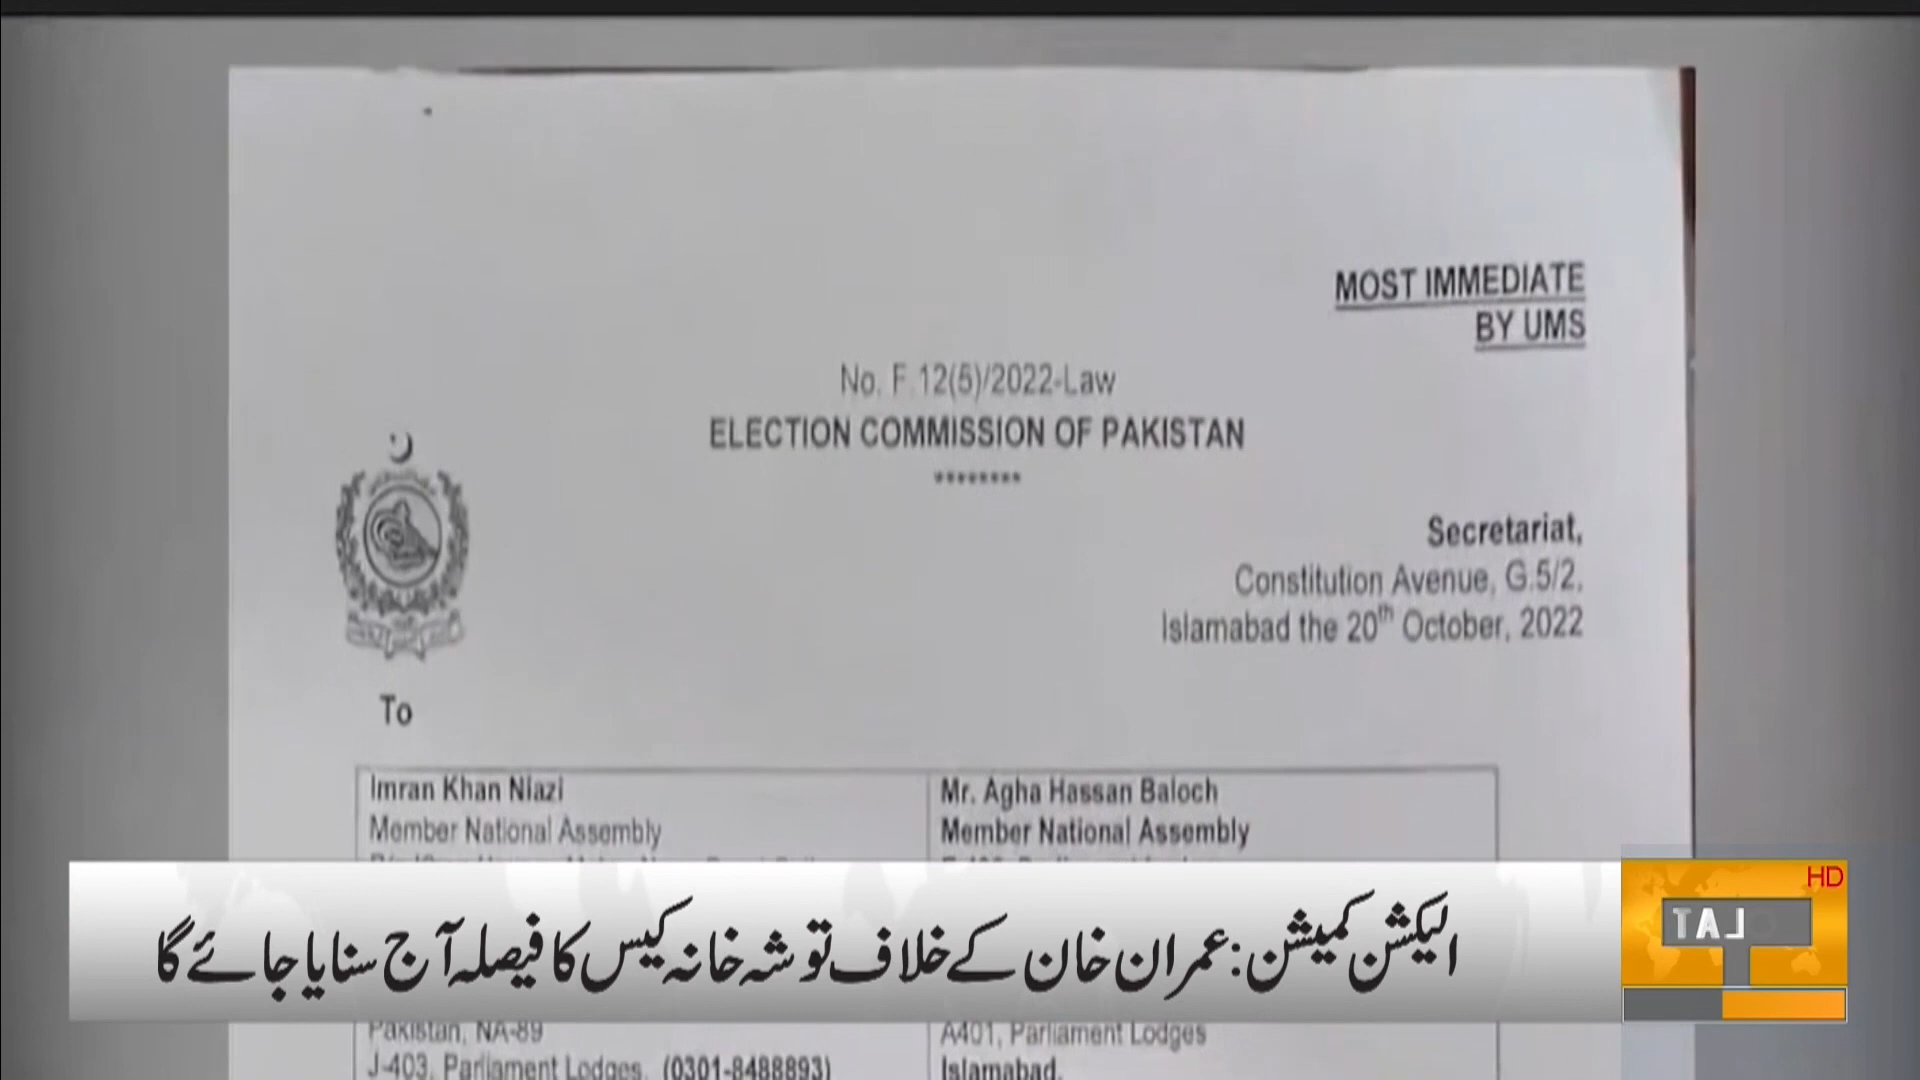 MOST IMMEDIATE
BY UMS
No. F.12(5)/2022-Law
ELECTION COMMISSION OF PAKISTAN
********
Secretariat,
Constitution Avenue, G.5/2,
Islamabad the 20th October, 2022
To
Imran Khan Niazi
Member National Assembly
Mr. Agha Hassan Baloch
Member National Assembly
HD
TAJ
الیکشن کمیشن: عمران خان کے خلاف توشہ خانہ کیس کا فیصلہ آج سنایا جائے گا
Pakistan, NA-89
J-403, Parliament Lodges, (0301-8488893)
A401, Parliament Lodges
Islamabad.